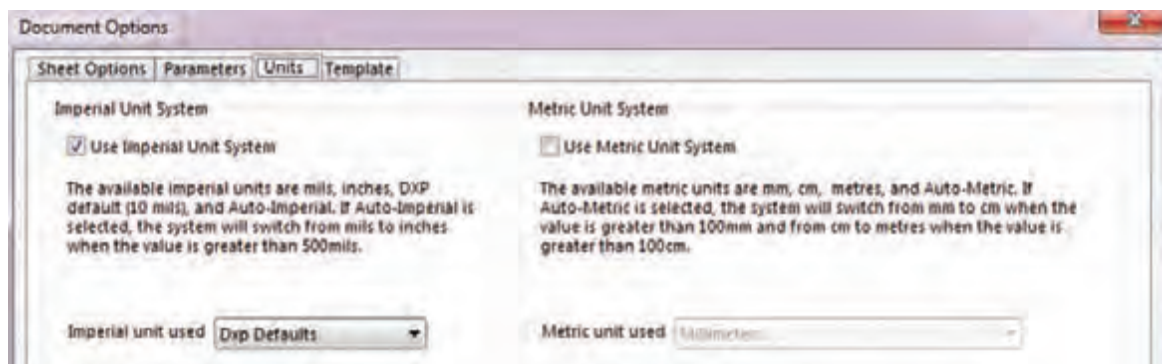 Document Options
Sheet Options Parameters Units Template
Imperial Unit System
Use Imperial Unit System
The available imperial units are mils, inches, DXP
default (10 mils), and Auto-Imperial. If Auto-Imperial is
selected, the system will switch from mils to inches
when the value is greater than 500mils.
Imperial unit used Dxp Defaults
Metric Unit System
Use Metric Unit System
The available metric units are mm, cm, metres, and Auto-Metric. If
Auto-Metric is selected, the system will switch from mm to cm when the
value is greater than 100mm and from cm to metres when the value is
greater than 100cm.
Metric unit used Millimeters